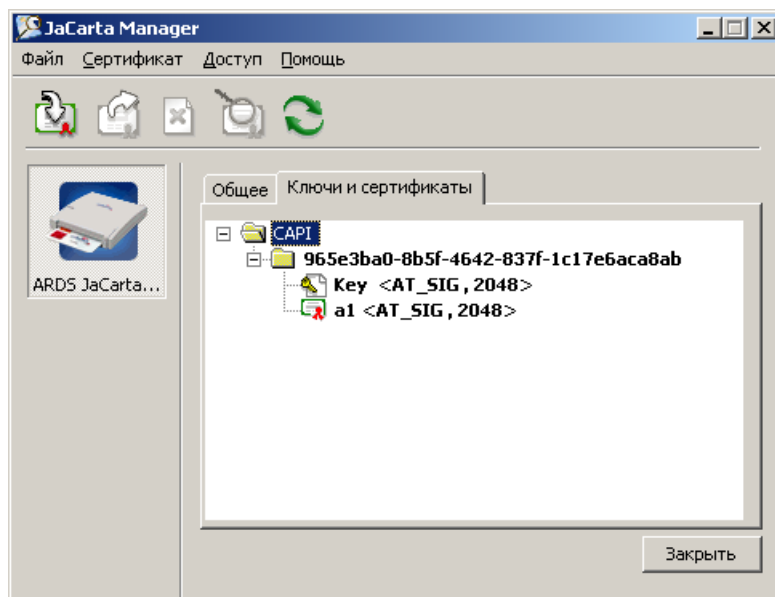 JaCarta Manager
Файл Сертификат Доступ Помощь
Общее Ключи и сертификаты
CAPI
965e3ba0-8b5f-4642-837f-1c17e6aca8ab
Key <AT_SIG,2048>
a1 <AT_SIG,2048>
ARDS JaCarta...
Закрыть